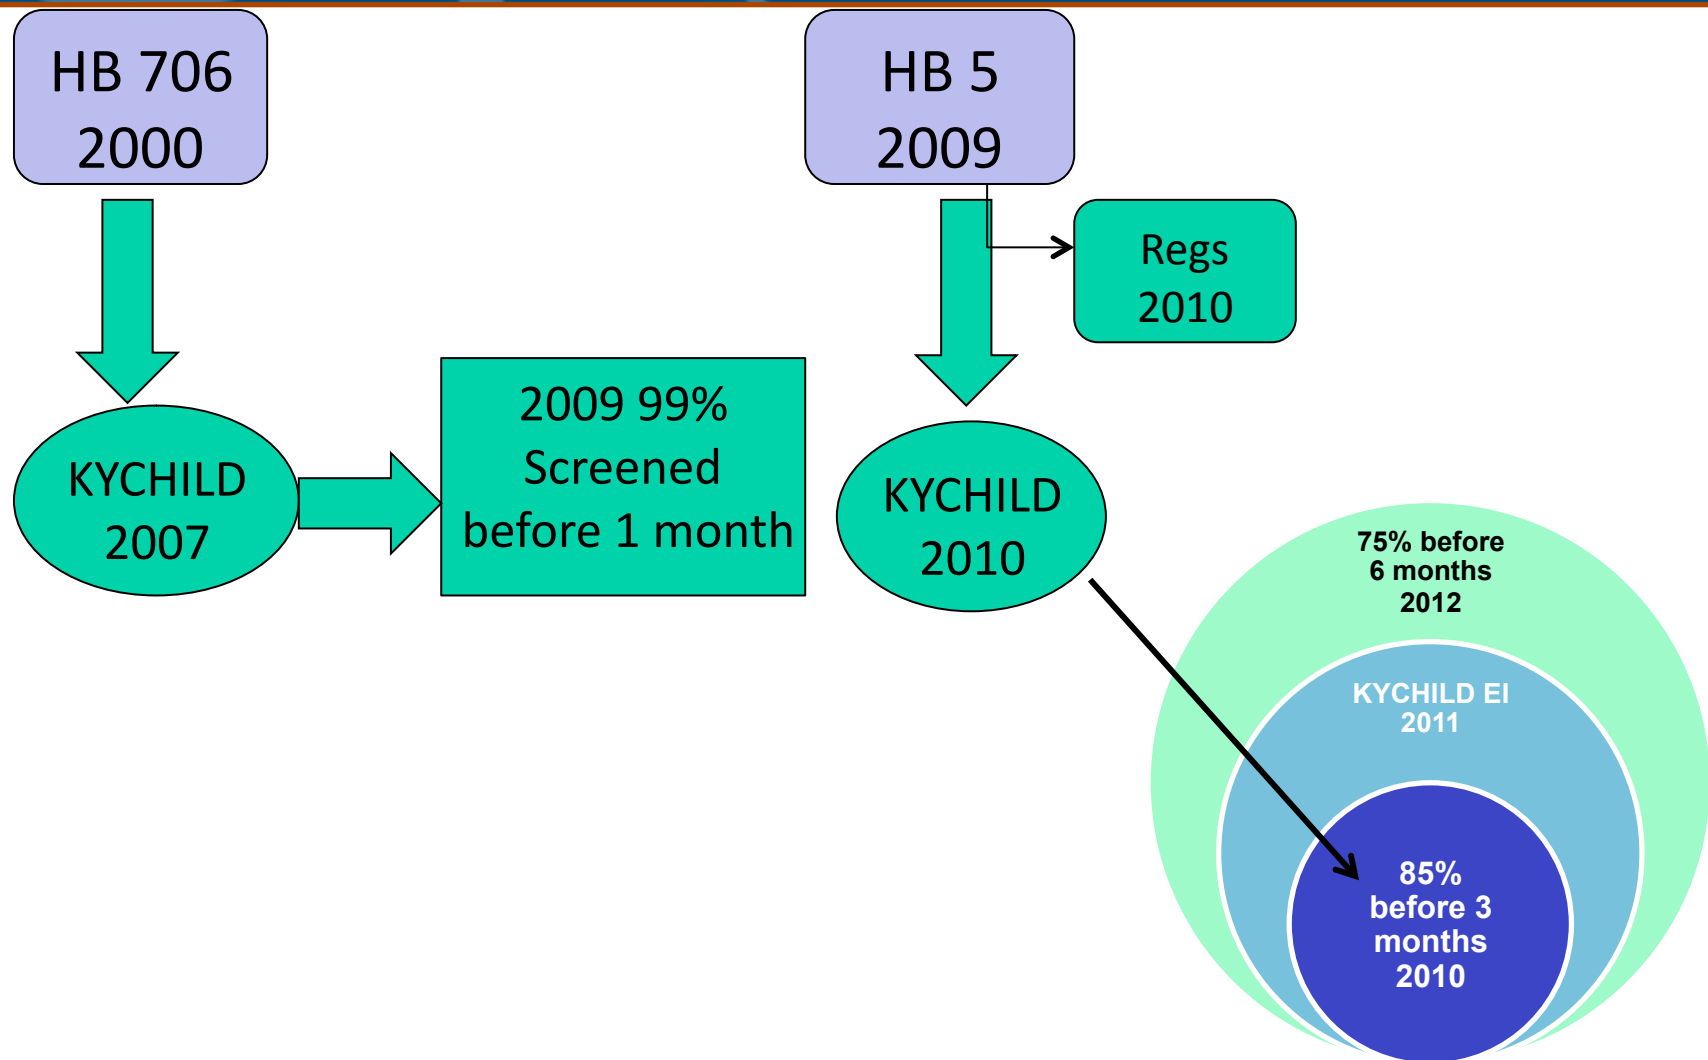 HB 706
2000
HB 5
2009
Regs
2010
KYCHILD
2007
2009 99%
Screened
before 1 month
KYCHILD
2010
75% before
6 months
2012
KYCHILD EI
2011
85%
before 3
months
2010